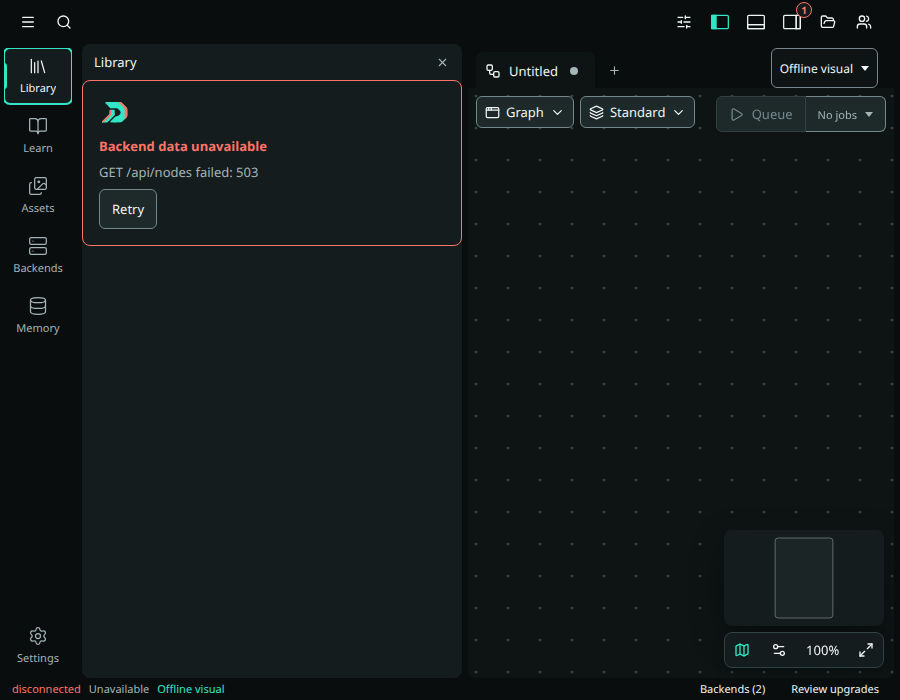 1
Library
Learn
Assets
Backends
Memory
Settings
Library
Backend data unavailable
GET /api/nodes failed: 503
Retry
Untitled
Offline visual
Graph
Standard
Queue
No jobs
100%
disconnected Unavailable Offline visual
Backends (2) Review upgrades